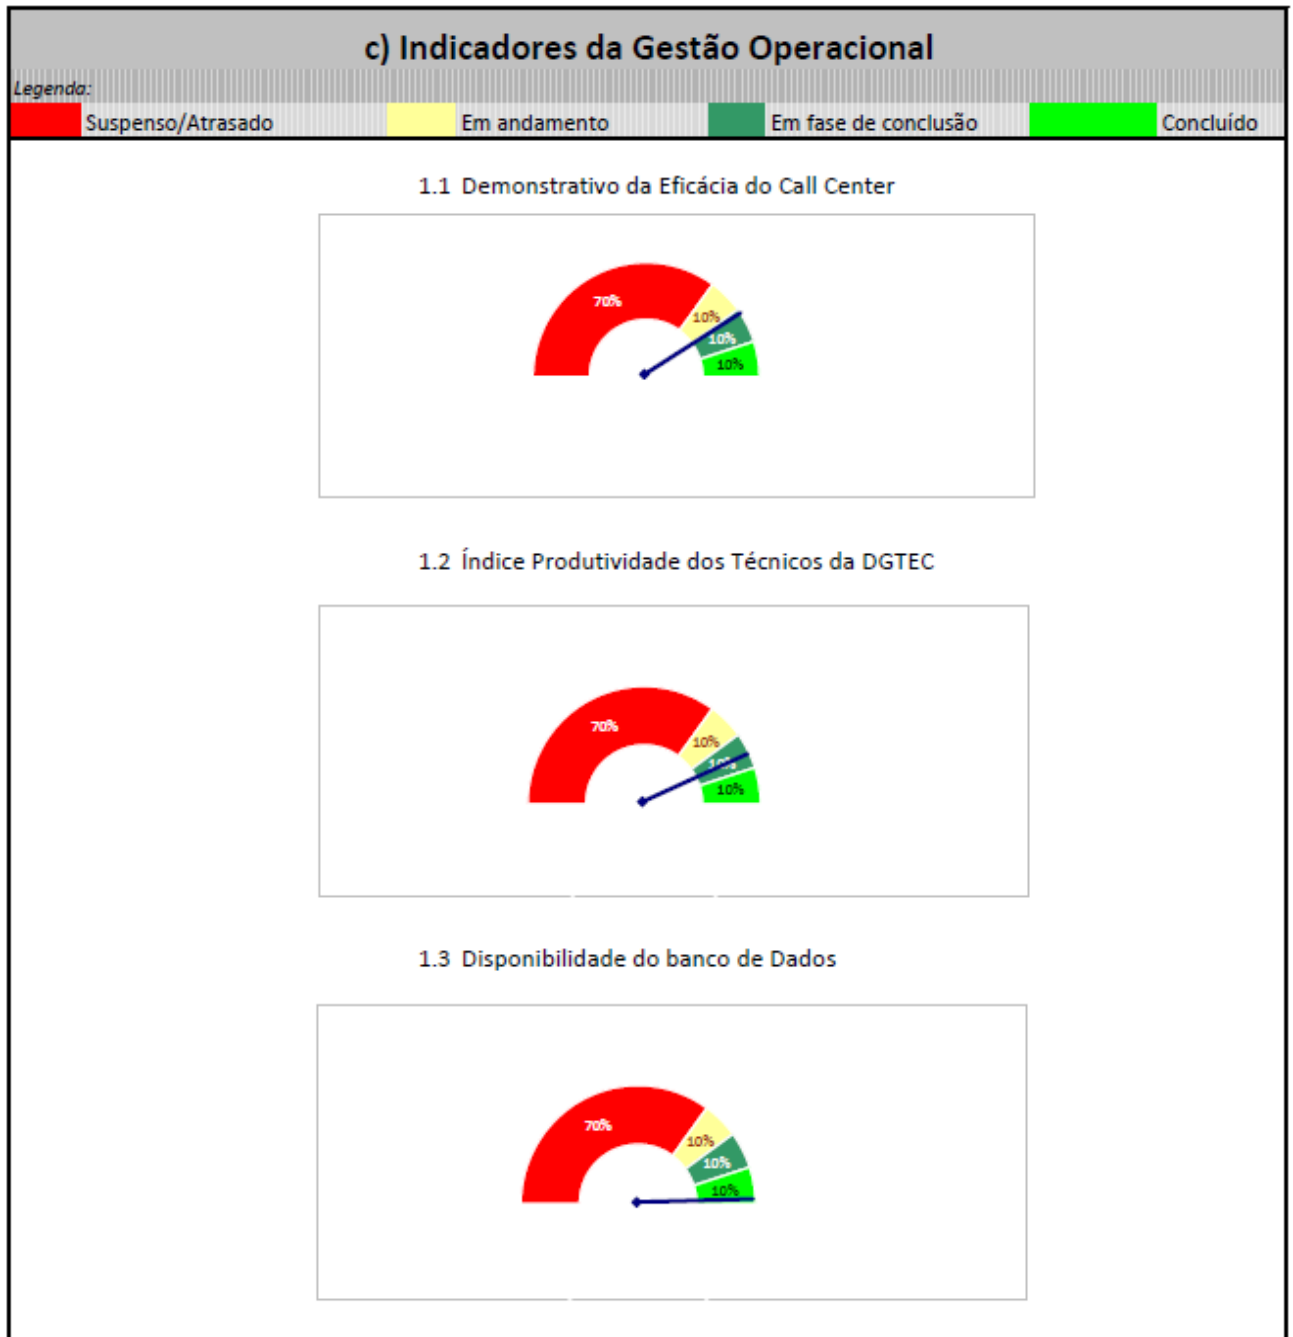 c) Indicadores da Gestão Operacional
Legenda:
Suspenso/Atrasado Em andamento Em fase de conclusão Concluído
1.1 Demonstrativo da Eficácia do Call Center
70%
10%
10%
10%
1.2 Índice Produtividade dos Técnicos da DGTEC
70%
10%
10%
10%
1.3 Disponibilidade do banco de Dados
70%
10%
10%
10%